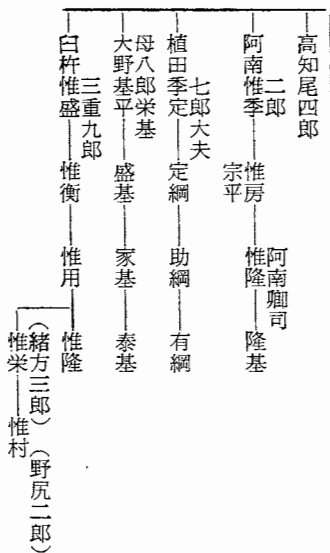 高知尾四郎
二郎
阿南惟季―惟房―惟隆―隆基
宗平
阿南郷司
七郎大夫
植田季定―定綱―助綱―有綱
母八郎栄基
大野基平―盛基―家基―泰基
三重九郎
臼杵惟盛―惟衡―惟用―惟隆
(緒方三郎)(野尻二郎)
惟栄―惟村